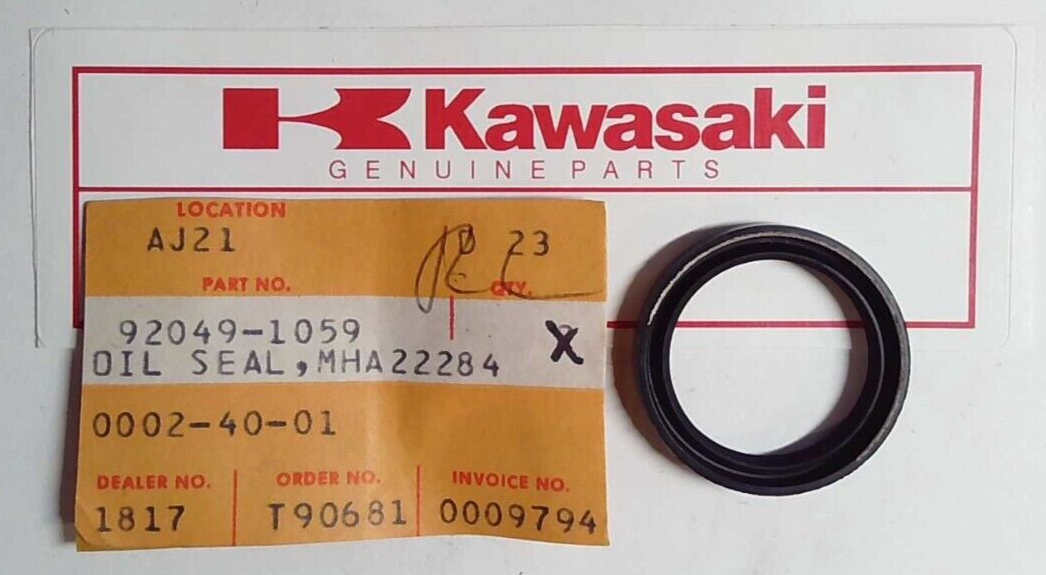 Kawasaki
GENUINE PARTS
LOCATION
AJ21
23
PART NO.
QTY.
92049-1059
X
OIL SEAL,MHA22284
0002-40-01
DEALER NO. ORDER NO. INVOICE NO.
1817 T90681 0009794